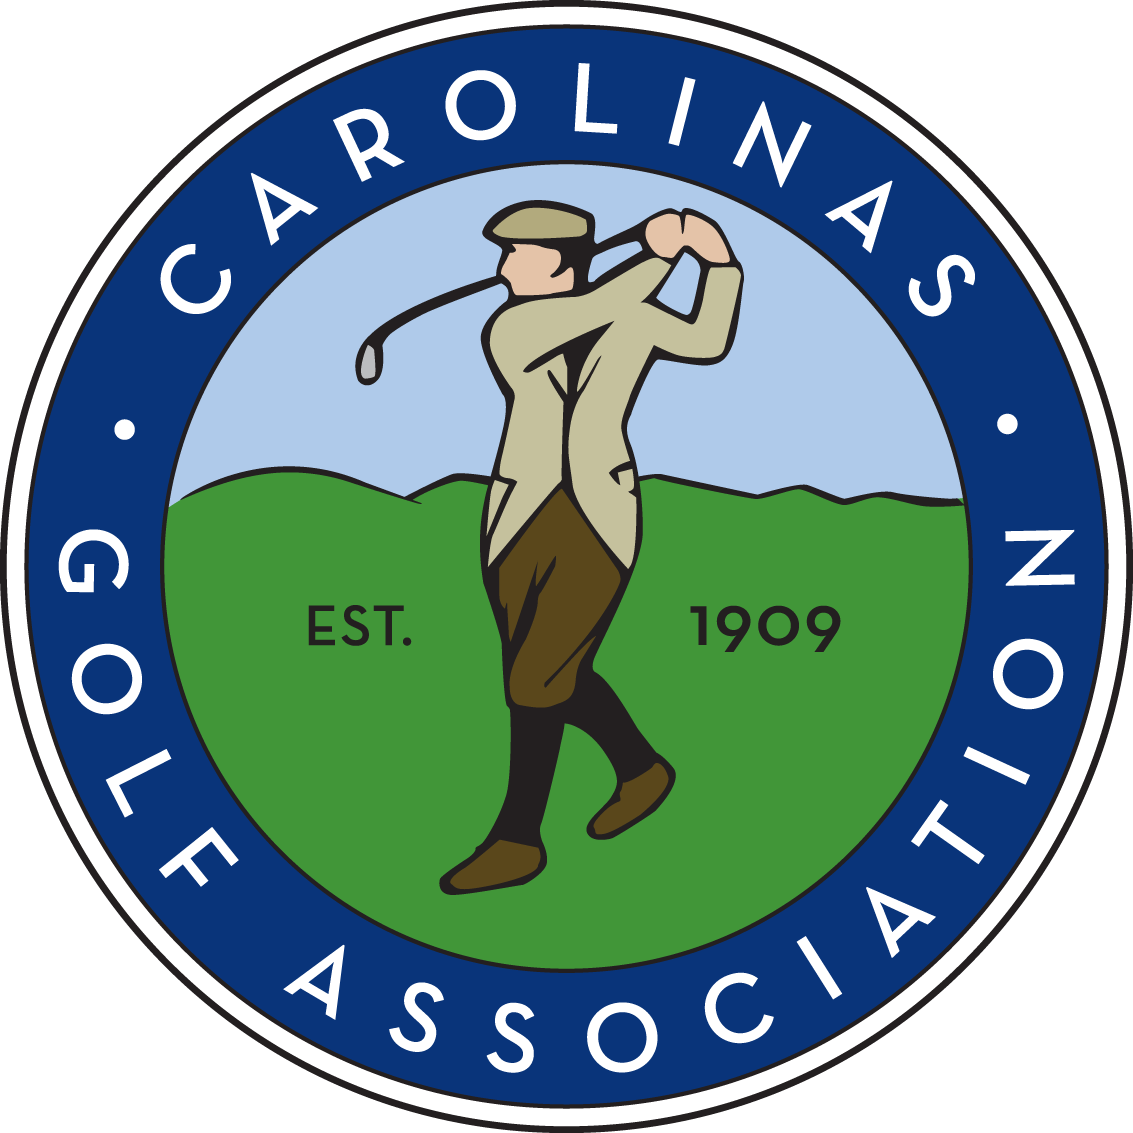 CAROLINAS
EST. 1909
• GOLF ASSOCIATION •